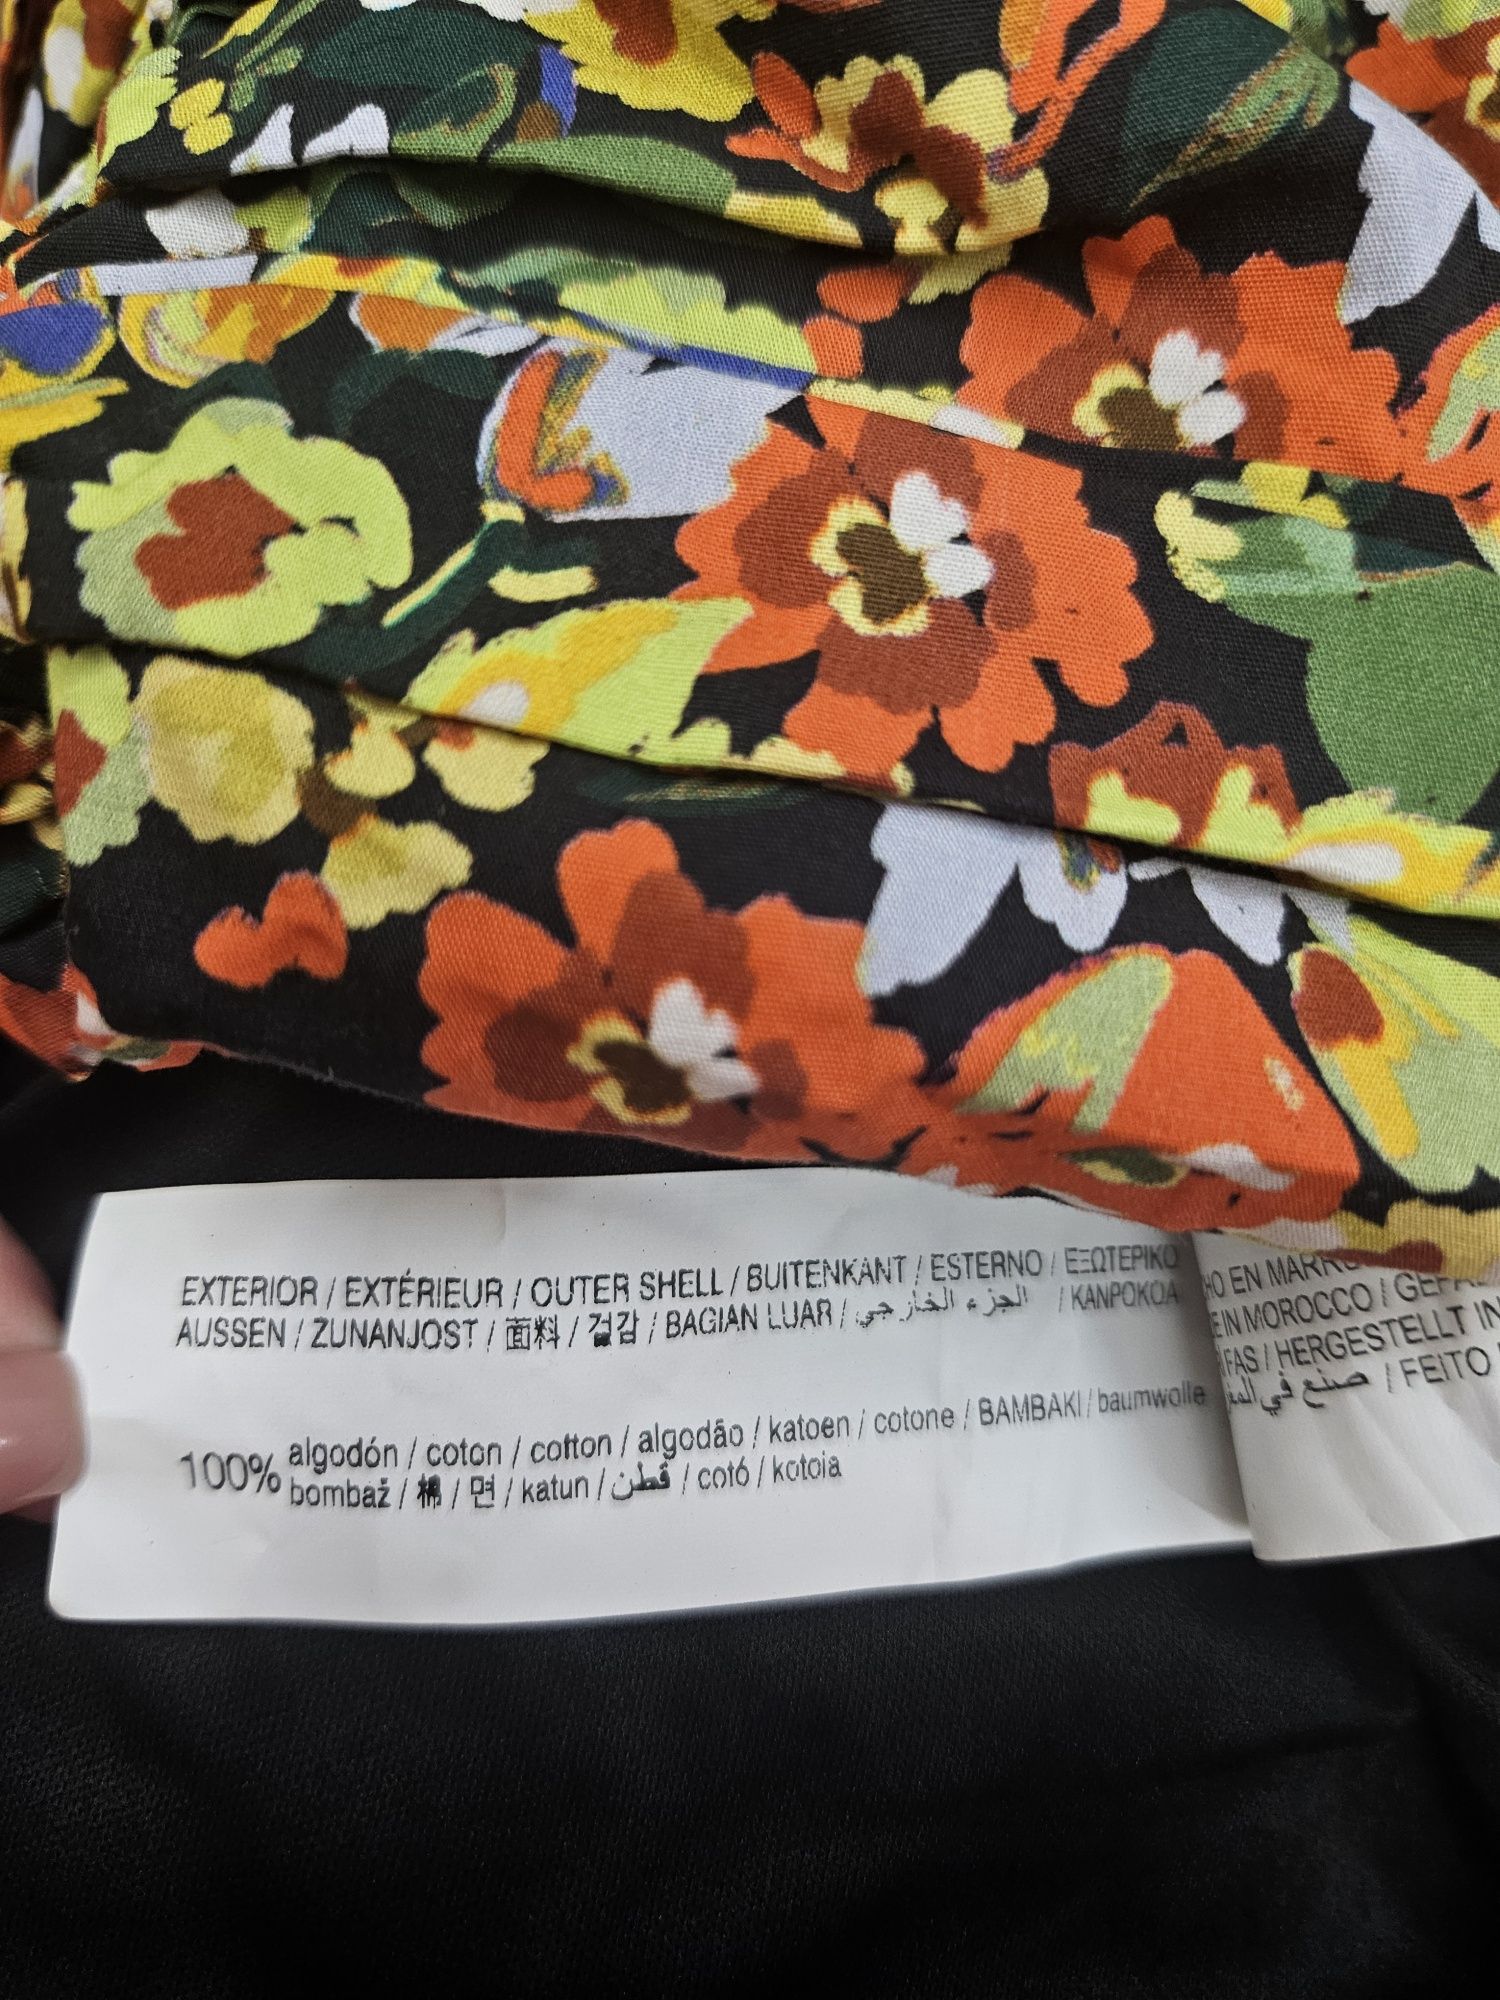 EXTERIOR / EXTÉRIEUR / OUTER SHELL / BUITENKANT / ESTERNO / ΕΞΩΤΕΡΙΚΟ
AUSSEN / ZUNANJOST / 面料 / 겉감 / BAGIAN LUAR / الجزء الخارجي / KANPOKOA
100% algodón / coton / cotton / algodão / katoen / cotone / BAMBAKI / baumwolle
bombaž / 棉 / 면 / katun / قطن / cotó / kotoia
EN
IN MOROCCO /
FAS / HERGESTELLT IN
صنع في / FEITO